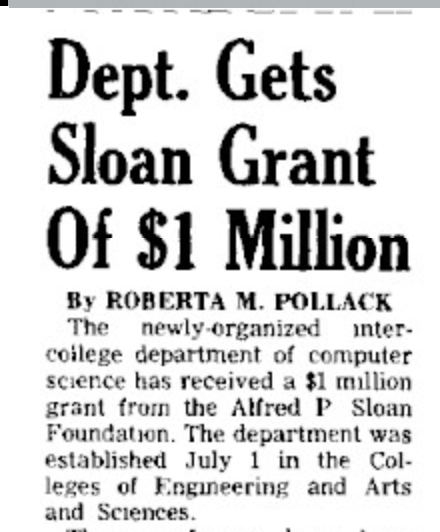 Dept. Gets
Sloan Grant
Of $1 Million
By ROBERTA M. POLLACK
The newly-organized inter-
college department of computer
science has received a $1 million
grant from the Alfred P Sloan
Foundation. The department was
established July 1 in the Col-
leges of Engineering and Arts
and Sciences.